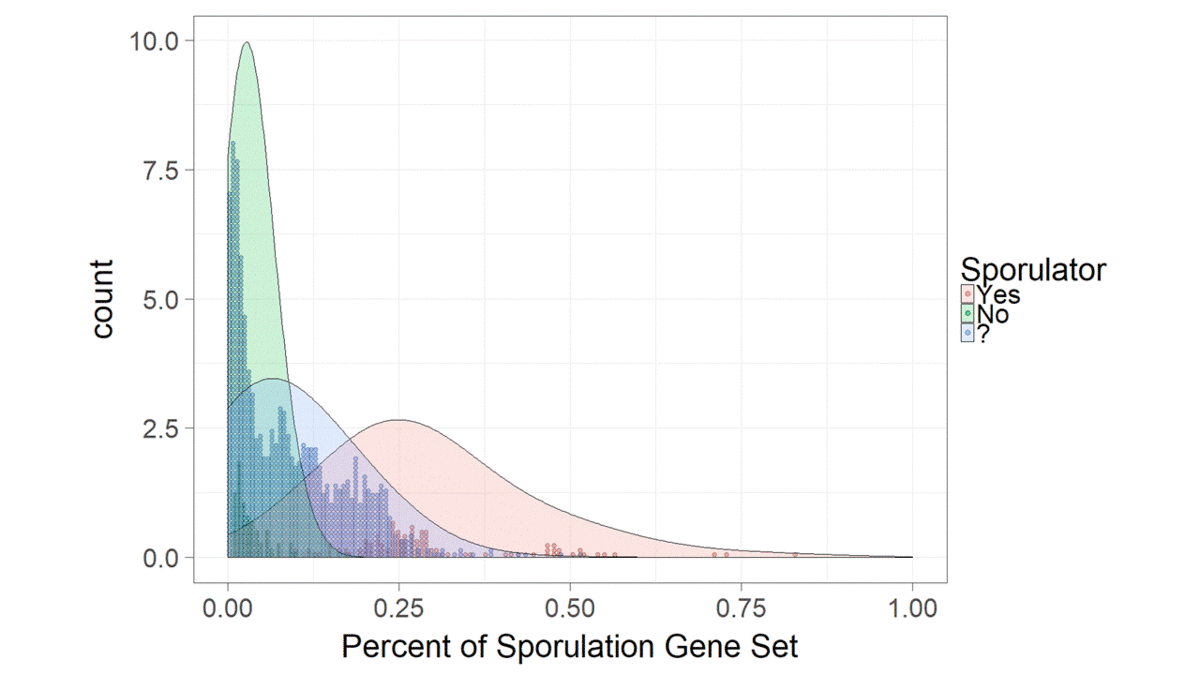 10.0
7.5
5.0
2.5
0.0
count
0.00 0.25 0.50 0.75 1.00
Percent of Sporulation Gene Set
Sporulator
Yes
No
?